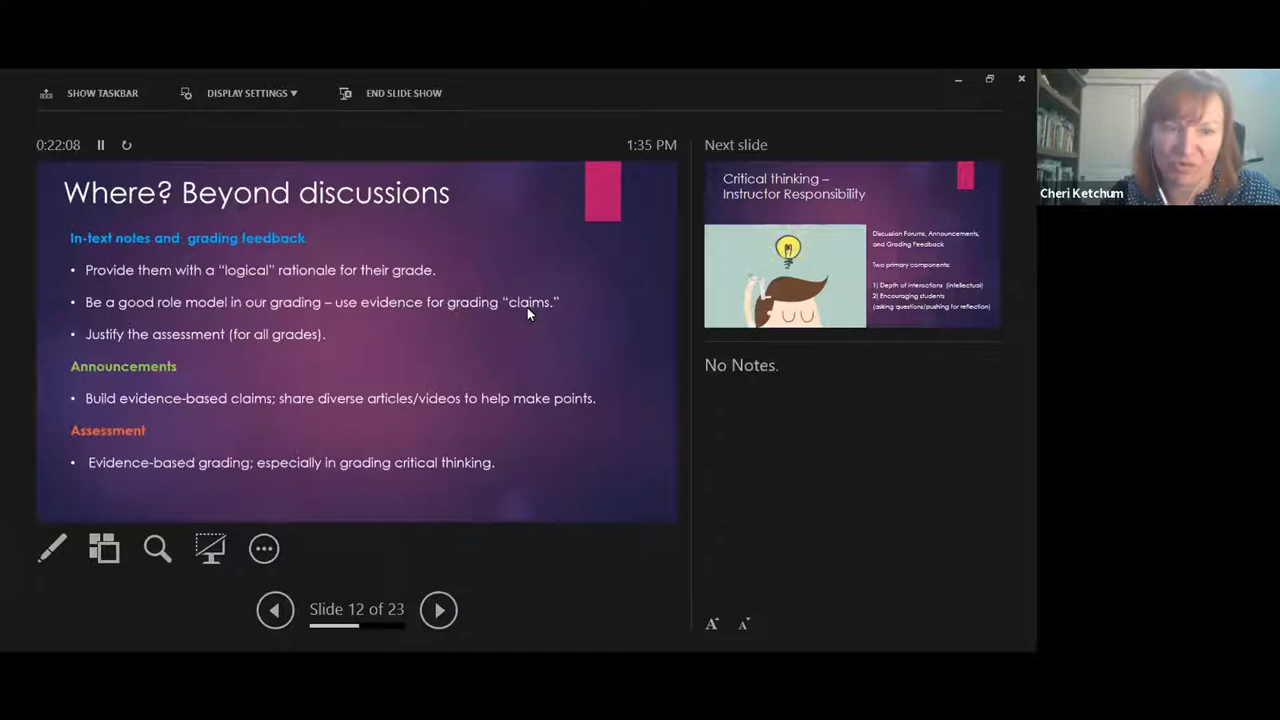 SHOW TASKBAR
DISPLAY SETTINGS ▾
END SLIDE SHOW
Cheri Ketchum
0:22:08
1:35 PM
Where? Beyond discussions
In-text notes and grading feedback
• Provide them with a “logical” rationale for their grade.
• Be a good role model in our grading – use evidence for grading “claims.”
• Justify the assessment (for all grades).
Announcements
• Build evidence-based claims; share diverse articles/videos to help make points.
Assessment
• Evidence-based grading; especially in grading critical thinking.
Slide 12 of 23
Next slide
Critical thinking –
Instructor Responsibility
Discussion Forums, Announcements,
and Grading Feedback
Two primary components:
1) Depth of interactions (intellectual)
2) Encouraging students
(asking questions/pushing for reflection)
No Notes.
A A